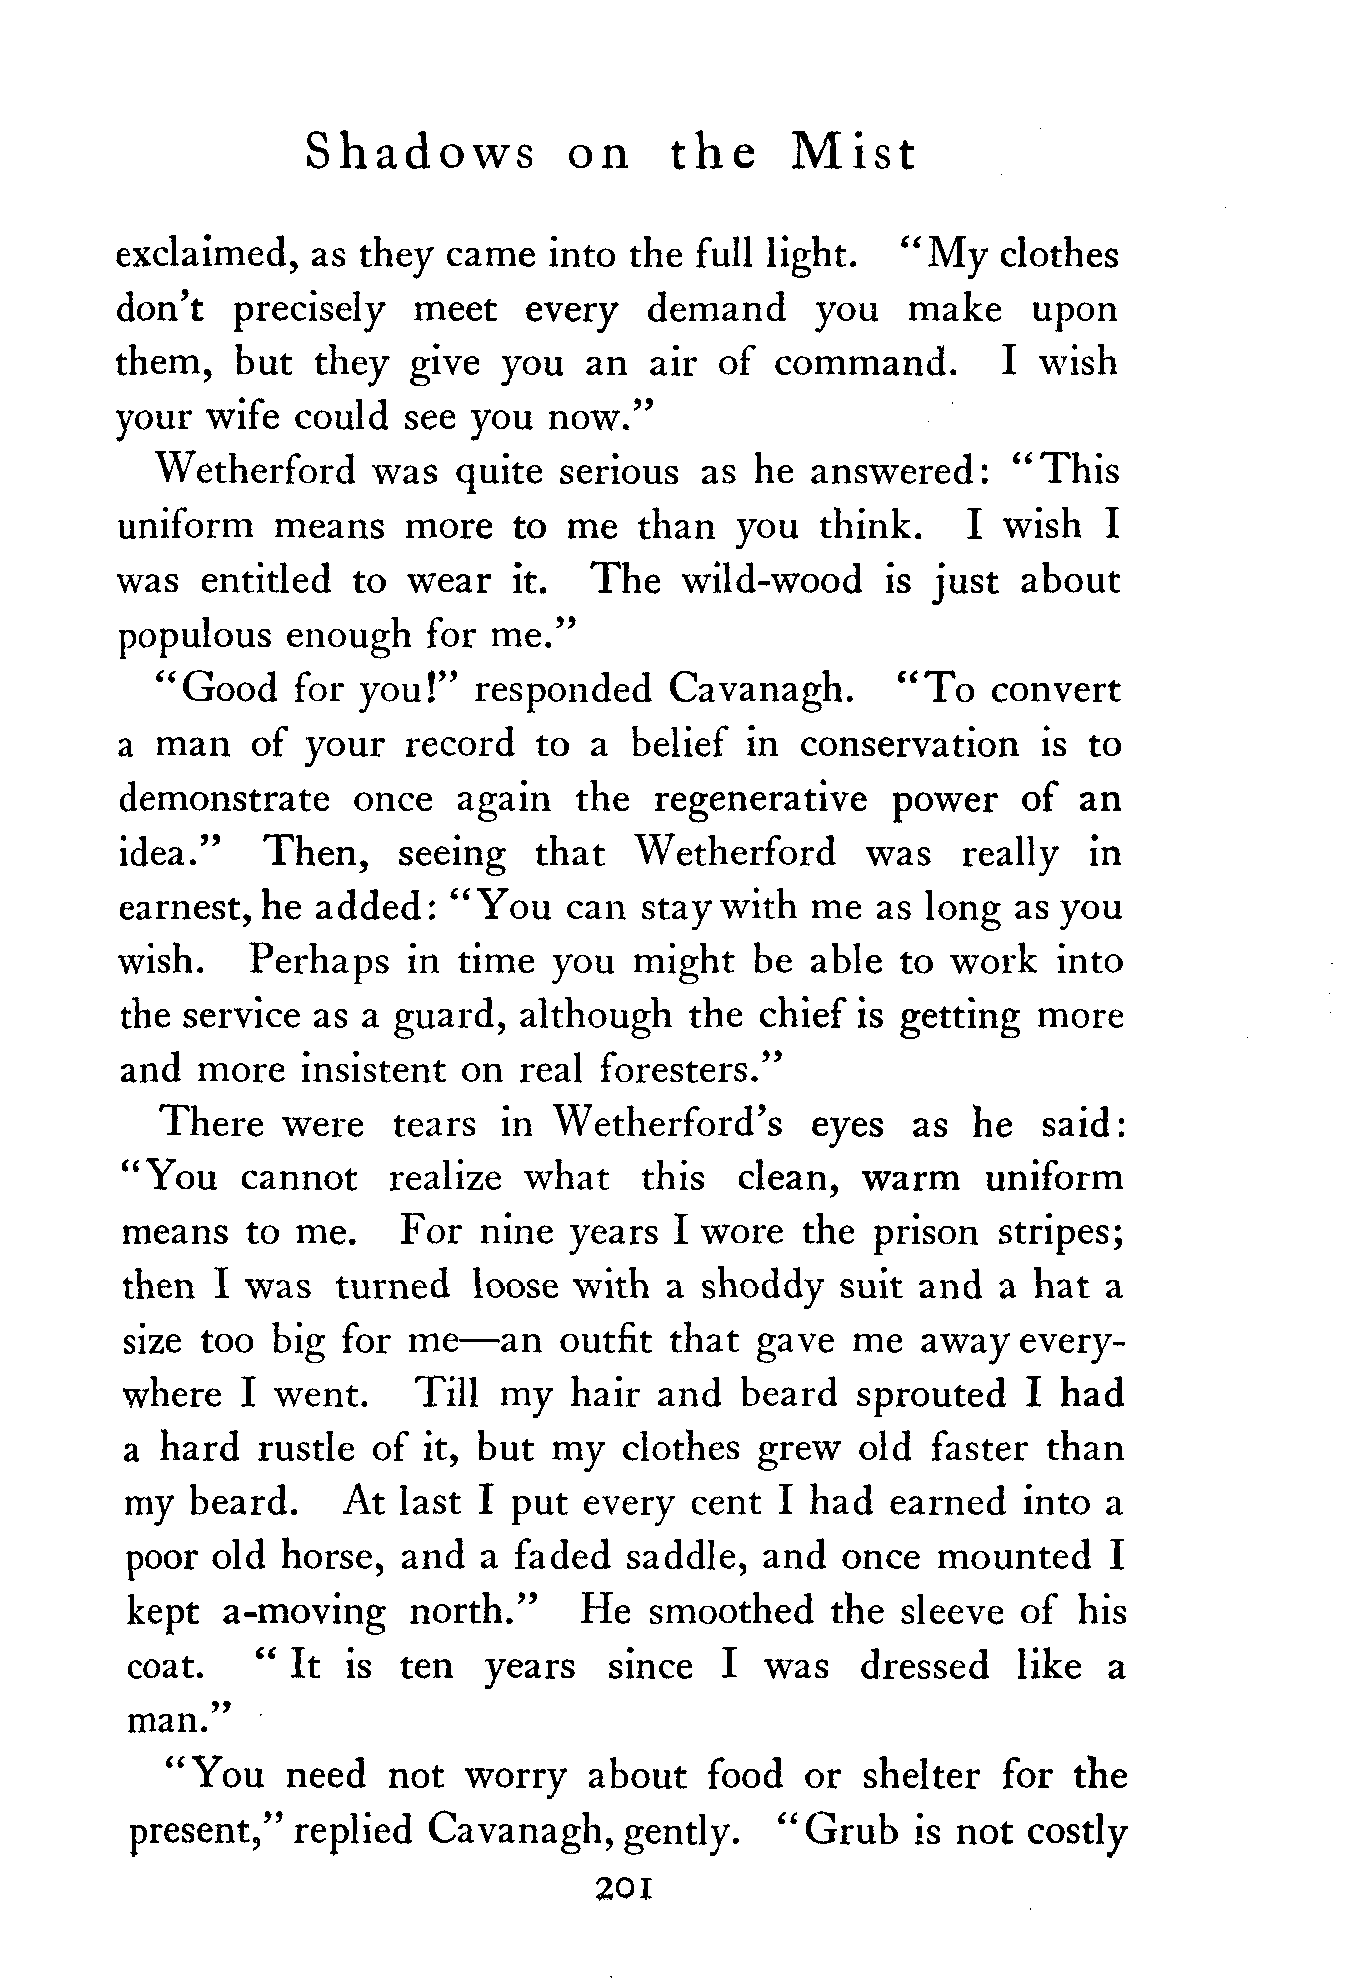 Shadows on the Mist
exclaimed, as they came into the full light. “My clothes
don’t precisely meet every demand you make upon
them, but they give you an air of command. I wish
your wife could see you now.”
Wetherford was quite serious as he answered: “This
uniform means more to me than you think. I wish I
was entitled to wear it. The wild-wood is just about
populous enough for me.”
“Good for you!” responded Cavanagh. “To convert
a man of your record to a belief in conservation is to
demonstrate once again the regenerative power of an
idea.” Then, seeing that Wetherford was really in
earnest, he added: “You can stay with me as long as you
wish. Perhaps in time you might be able to work into
the service as a guard, although the chief is getting more
and more insistent on real foresters.”
There were tears in Wetherford’s eyes as he said:
“You cannot realize what this clean, warm uniform
means to me. For nine years I wore the prison stripes;
then I was turned loose with a shoddy suit and a hat a
size too big for me—an outfit that gave me away every-
where I went. Till my hair and beard sprouted I had
a hard rustle of it, but my clothes grew old faster than
my beard. At last I put every cent I had earned into a
poor old horse, and a faded saddle, and once mounted I
kept a-moving north.” He smoothed the sleeve of his
coat. “ It is ten years since I was dressed like a
man.”
“You need not worry about food or shelter for the
present,” replied Cavanagh, gently. “Grub is not costly
201